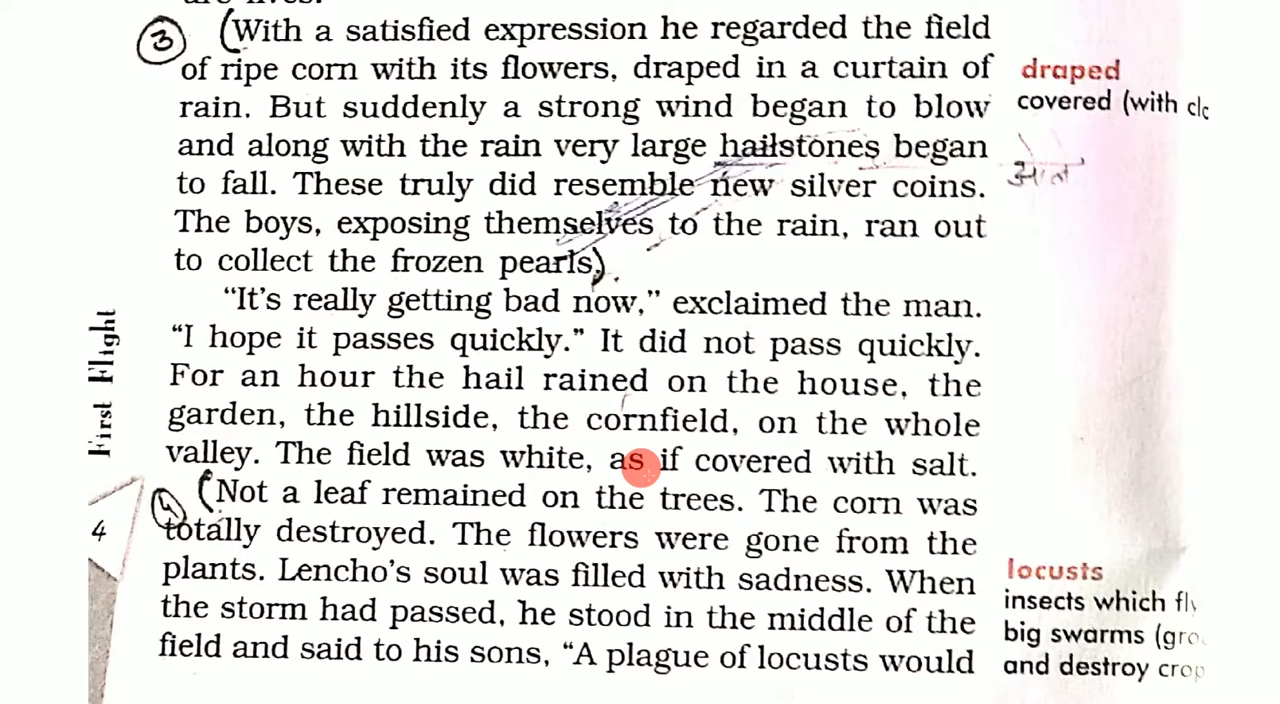 3
(With a satisfied expression he regarded the field
of ripe corn with its flowers, draped in a curtain of
rain. But suddenly a strong wind began to blow
and along with the rain very large hailstones began
to fall. These truly did resemble new silver coins.
The boys, exposing themselves to the rain, ran out
to collect the frozen pearls).
“It’s really getting bad now,” exclaimed the man.
“I hope it passes quickly.” It did not pass quickly.
For an hour the hail rained on the house, the
garden, the hillside, the cornfield, on the whole
valley. The field was white, as if covered with salt.
4
(Not a leaf remained on the trees. The corn was
totally destroyed. The flowers were gone from the
plants. Lencho’s soul was filled with sadness. When
the storm had passed, he stood in the middle of the
field and said to his sons, “A plague of locusts would
draped
covered (with
locusts
insects which
big swarms
and destroy
First Flight
4